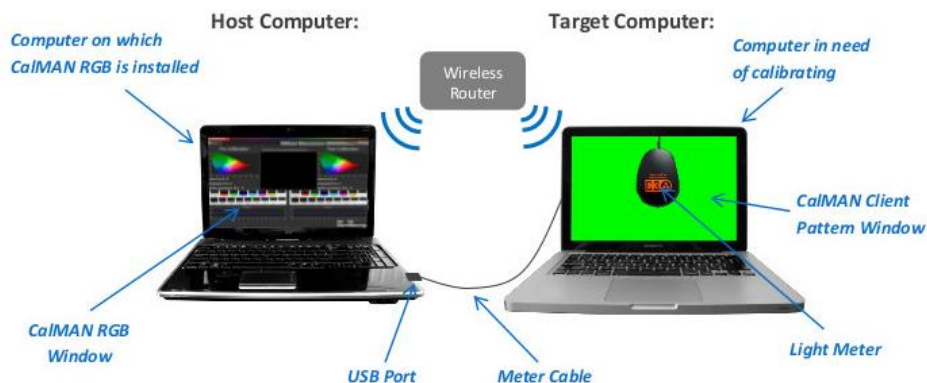 Host Computer:
Target Computer:
Computer on which
CalMAN RGB is installed
Wireless
Router
Computer in need
of calibrating
CalMAN Client
Pattern Window
CalMAN RGB
Window
USB Port
Meter Cable
Light Meter